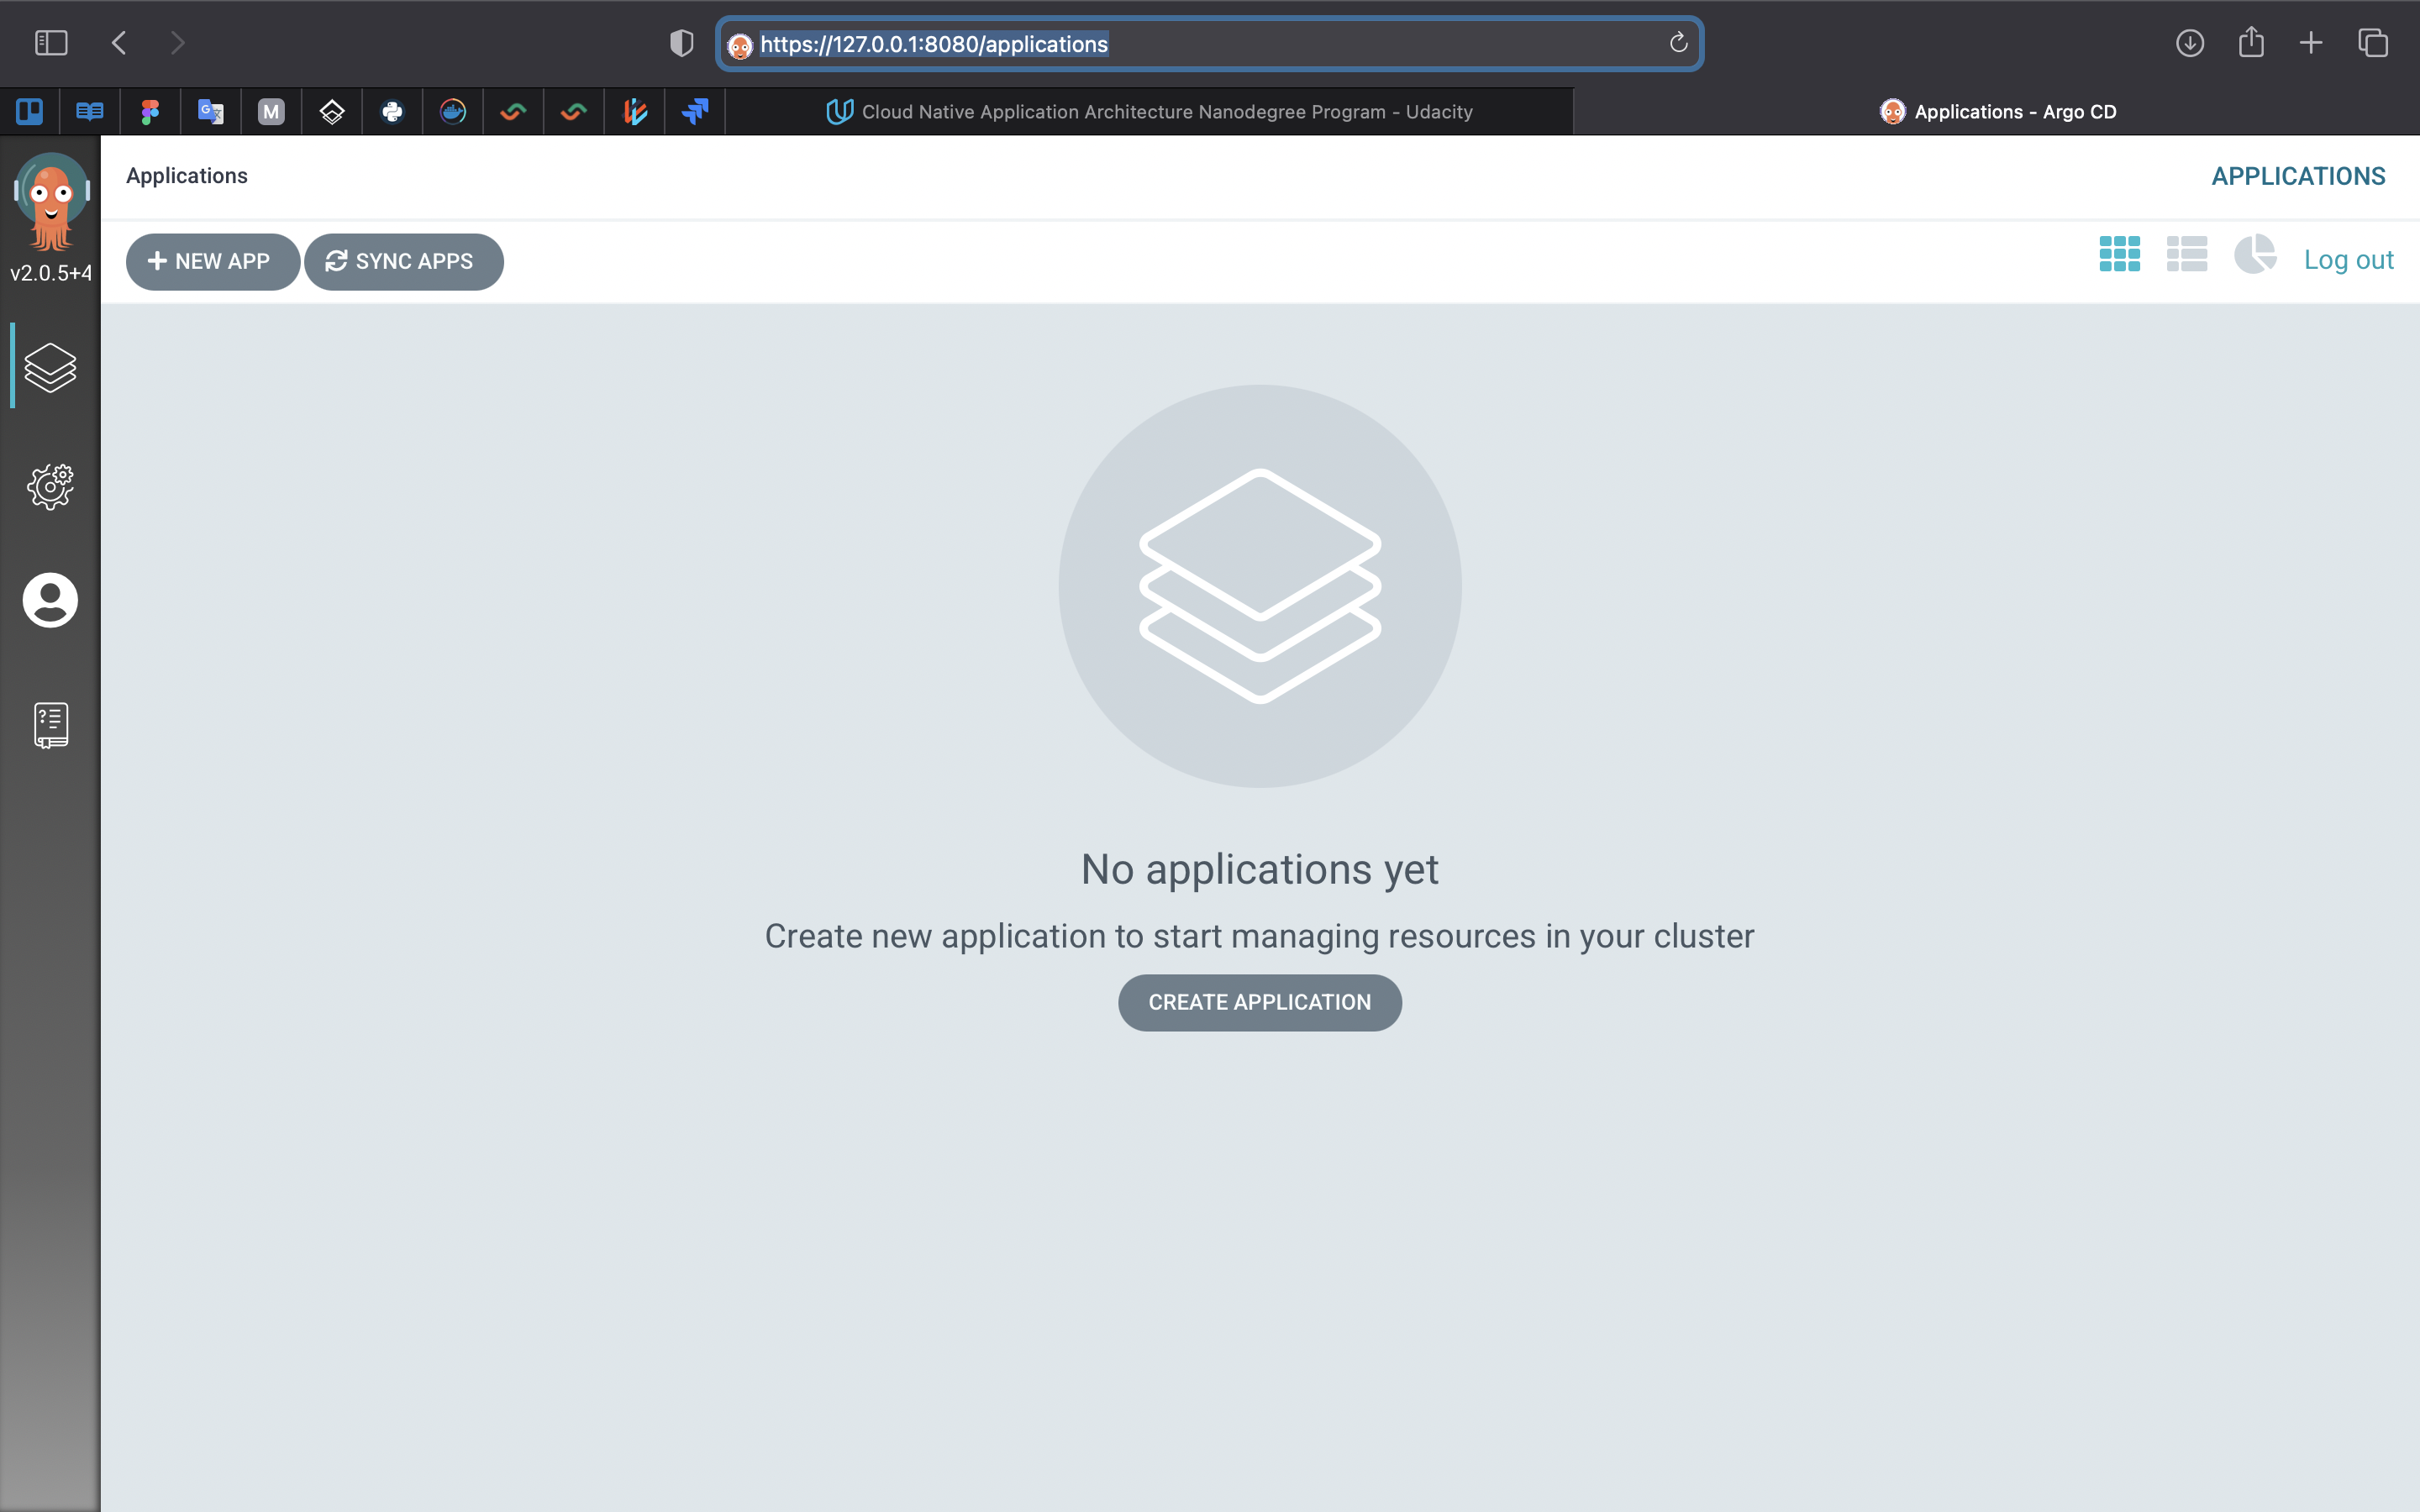 https://127.0.0.1:8080/applications
M
Cloud Native Application Architecture Nanodegree Program - Udacity
Applications - Argo CD
Applications
APPLICATIONS
v2.0.5+4
NEW APP
SYNC APPS
Log out
No applications yet
Create new application to start managing resources in your cluster
CREATE APPLICATION